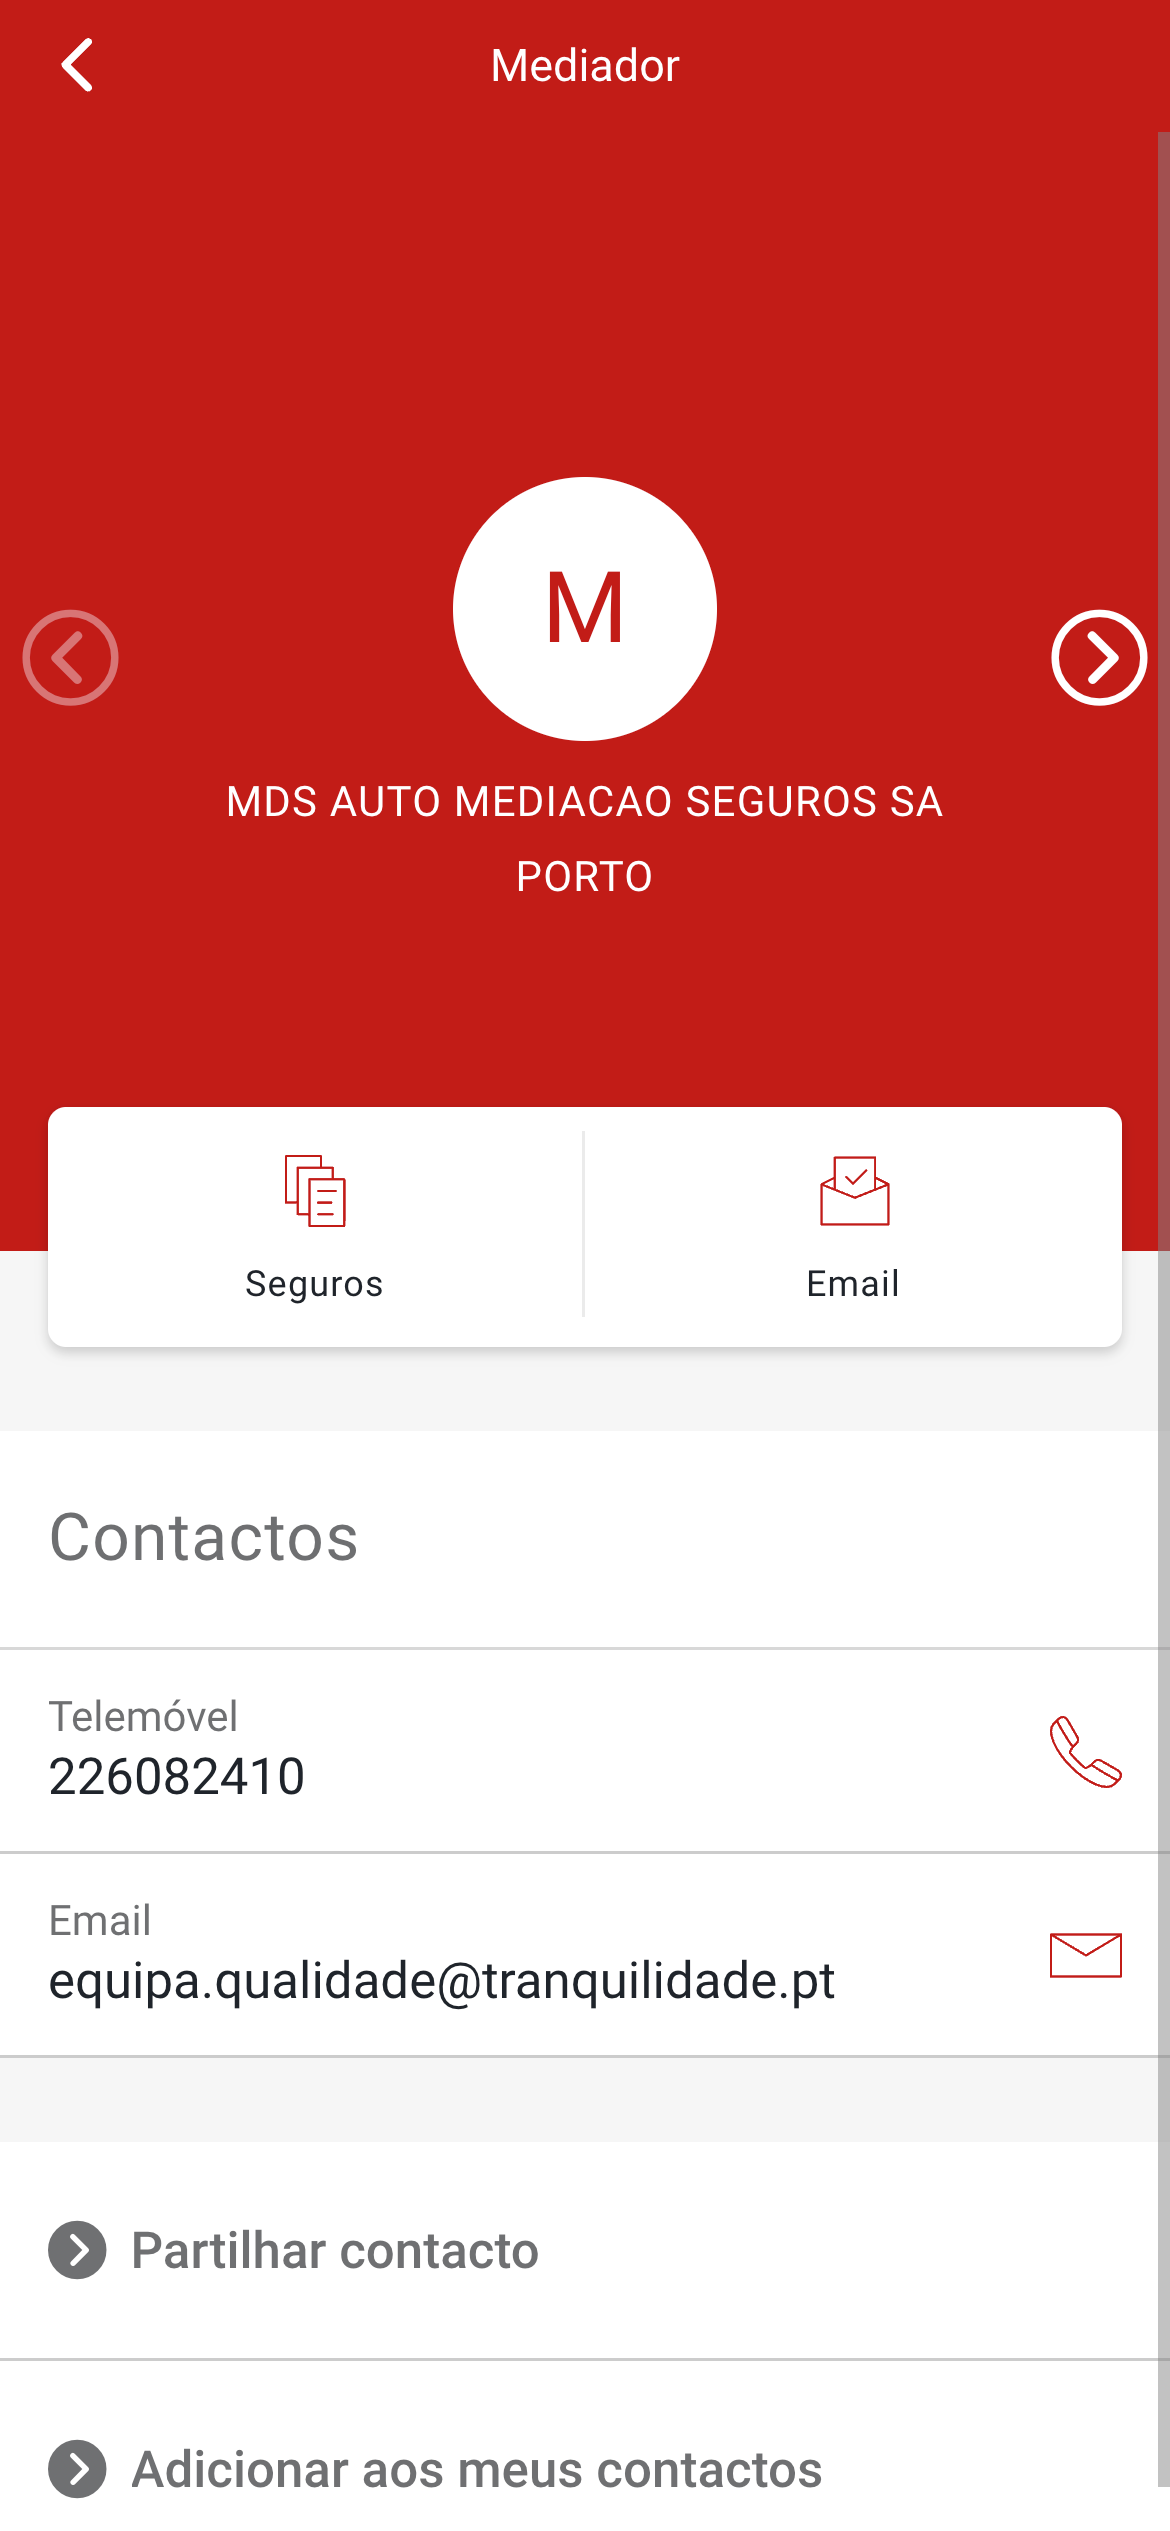 Mediador
M
MDS AUTO MEDIACAO SEGUROS SA
PORTO
Seguros
Email
Contactos
Telemóvel
226082410
Email
equipa.qualidade@tranquilidade.pt
Partilhar contacto
Adicionar aos meus contactos